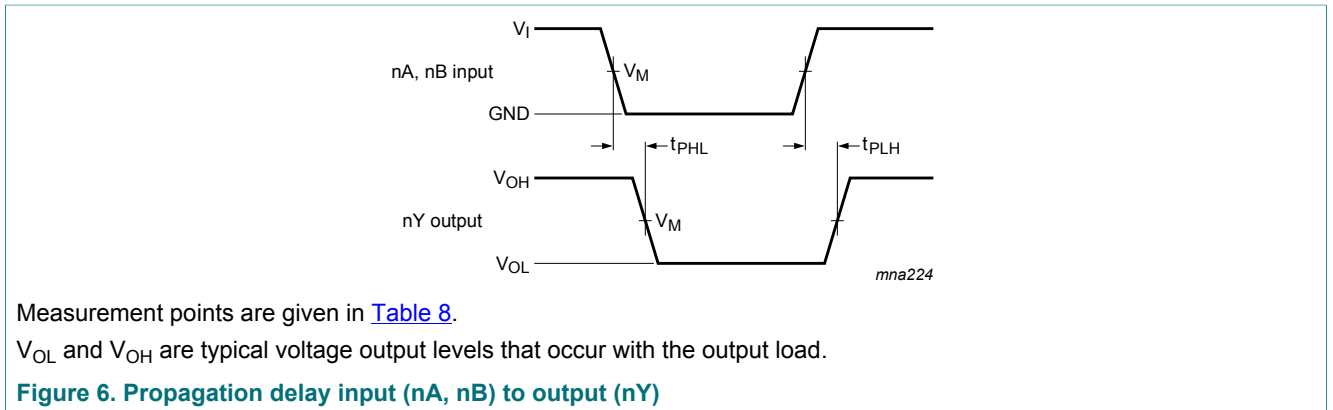 VI
nA, nB input
VM
GND
tPHL
tPLH
VOH
nY output
VM
VOL
mna224
Measurement points are given in Table 8.
VOL and VOH are typical voltage output levels that occur with the output load.
Figure 6. Propagation delay input (nA, nB) to output (nY)